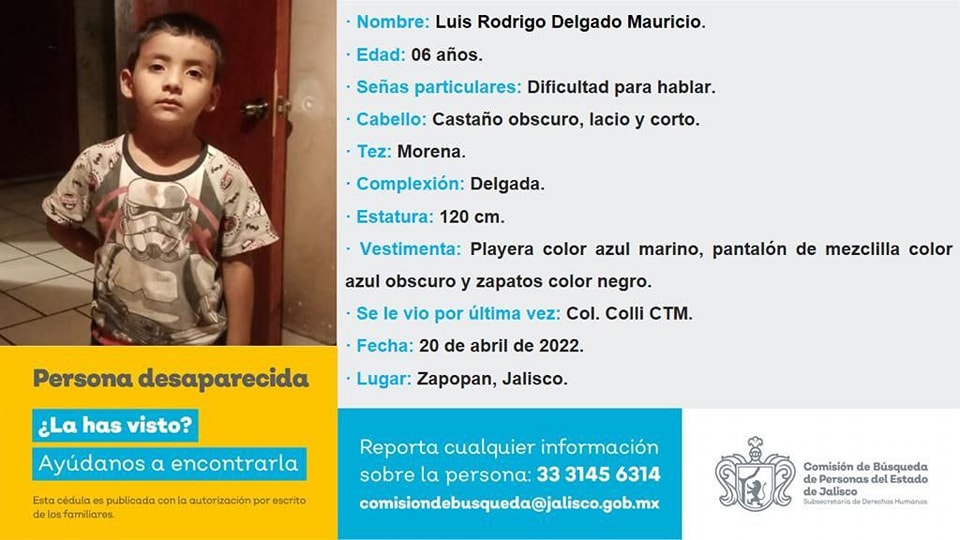 · Nombre: Luis Rodrigo Delgado Mauricio.
· Edad: 06 años.
· Señas particulares: Dificultad para hablar.
· Cabello: Castaño obscuro, lacio y corto.
· Tez: Morena.
· Complexión: Delgada.
· Estatura: 120 cm.
· Vestimenta: Playera color azul marino, pantalón de mezclilla color
azul obscuro y zapatos color negro.
· Se le vio por última vez: Col. Colli CTM.
· Fecha: 20 de abril de 2022.
· Lugar: Zapopan, Jalisco.
Persona desaparecida
¿La has visto?
Ayúdanos a encontrarla
Esta cédula es publicada con la autorización por escrito
de los familiares.
Reporta cualquier información
sobre la persona: 33 3145 6314
comisiondebusqueda@jalisco.gob.mx
Comisión de Búsqueda
de Personas del Estado
de Jalisco
Subsecretaría de Derechos Humanos